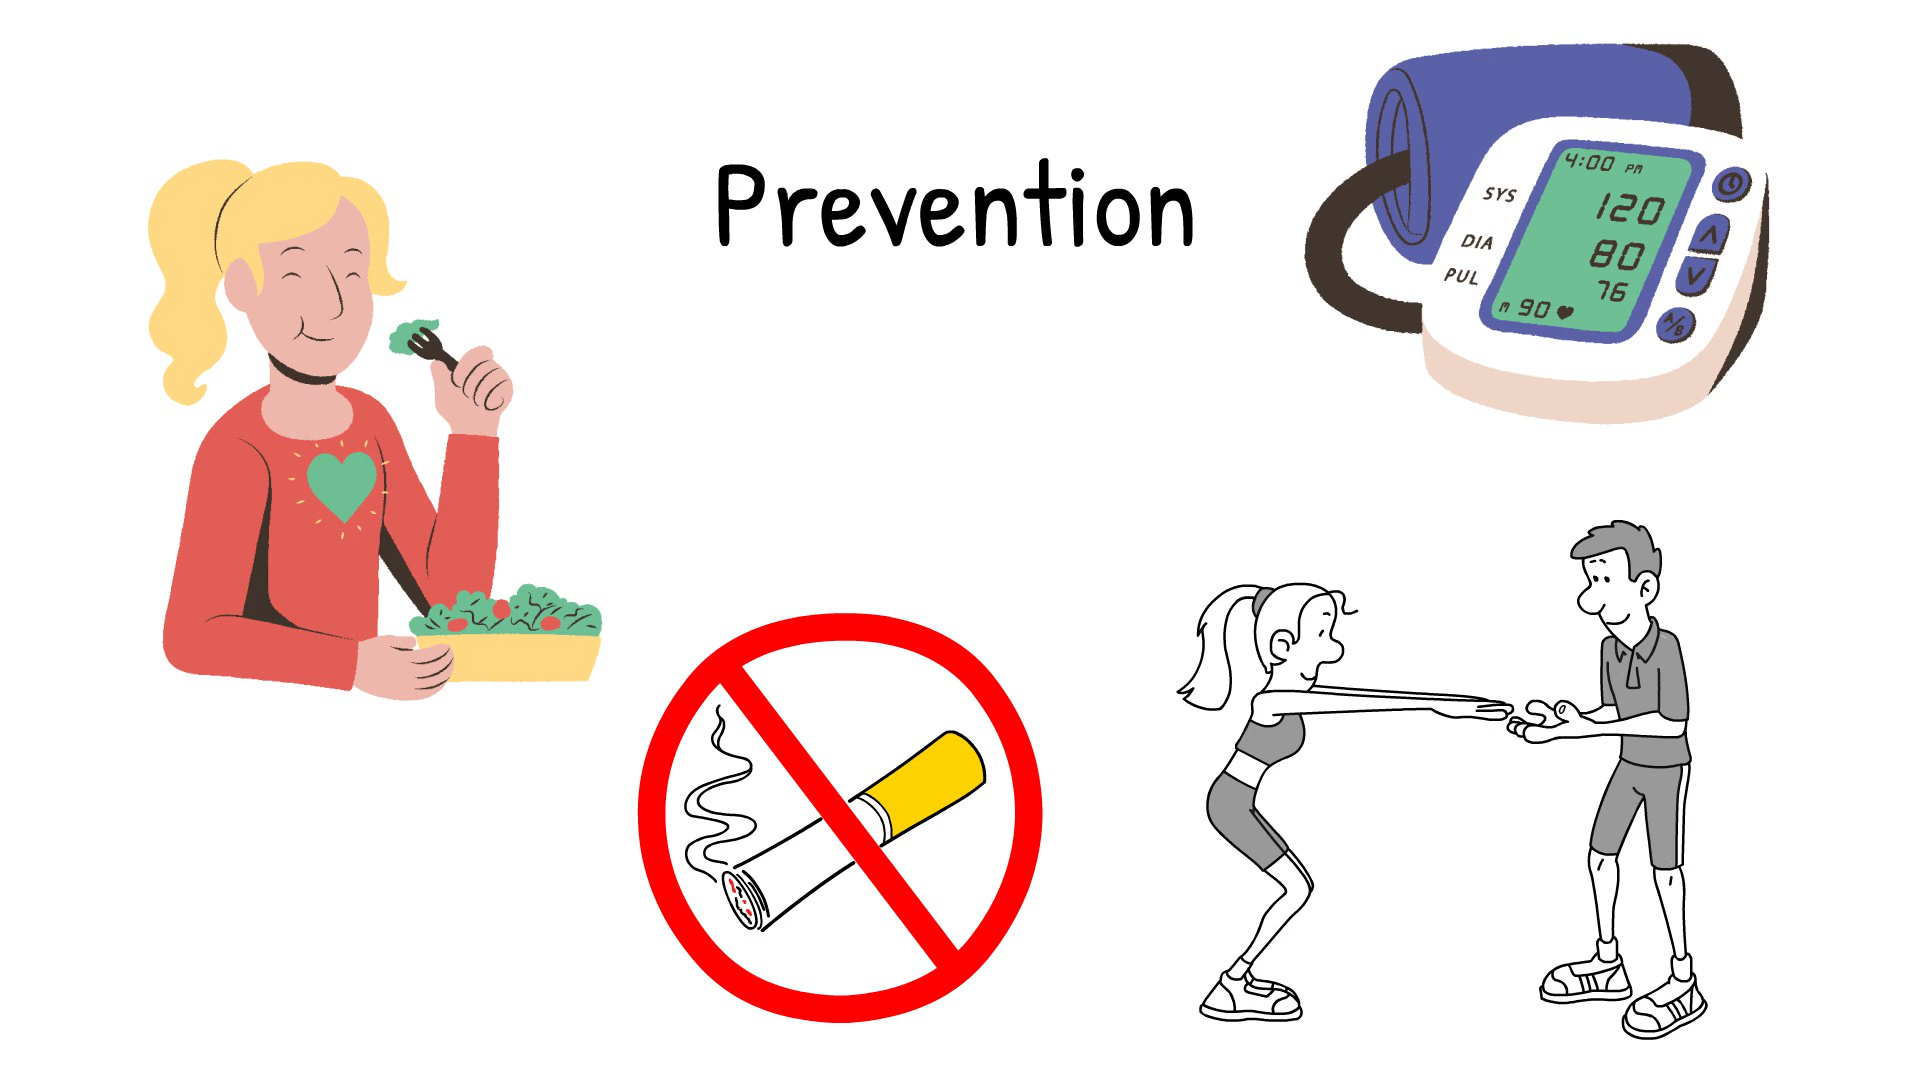 Prevention
4:00 PM
SYS 120
DIA 80
PUL 76
m 90
A/B